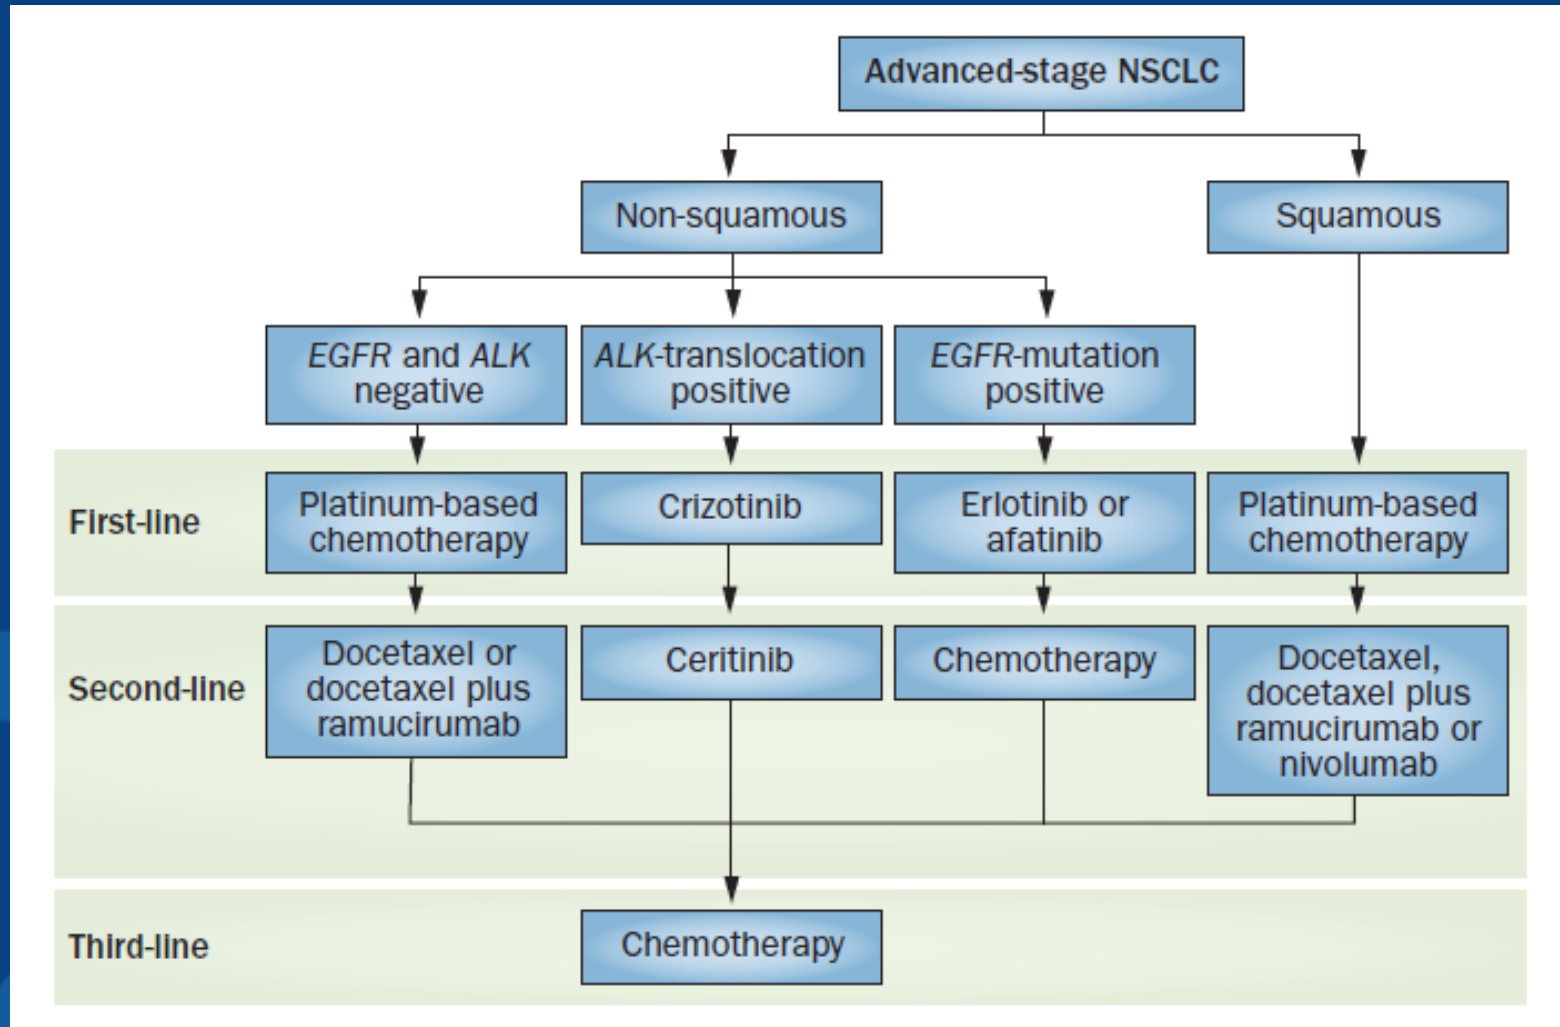 Advanced-stage NSCLC
Non-squamous
Squamous
EGFR and ALK
negative
ALK-translocation
positive
EGFR-mutation
positive
First-line
Platinum-based
chemotherapy
Crizotinib
Erlotinib or
afatinib
Platinum-based
chemotherapy
Second-line
Docetaxel or
docetaxel plus
ramucirumab
Ceritinib
Chemotherapy
Docetaxel,
docetaxel plus
ramucirumab or
nivolumab
Third-line
Chemotherapy